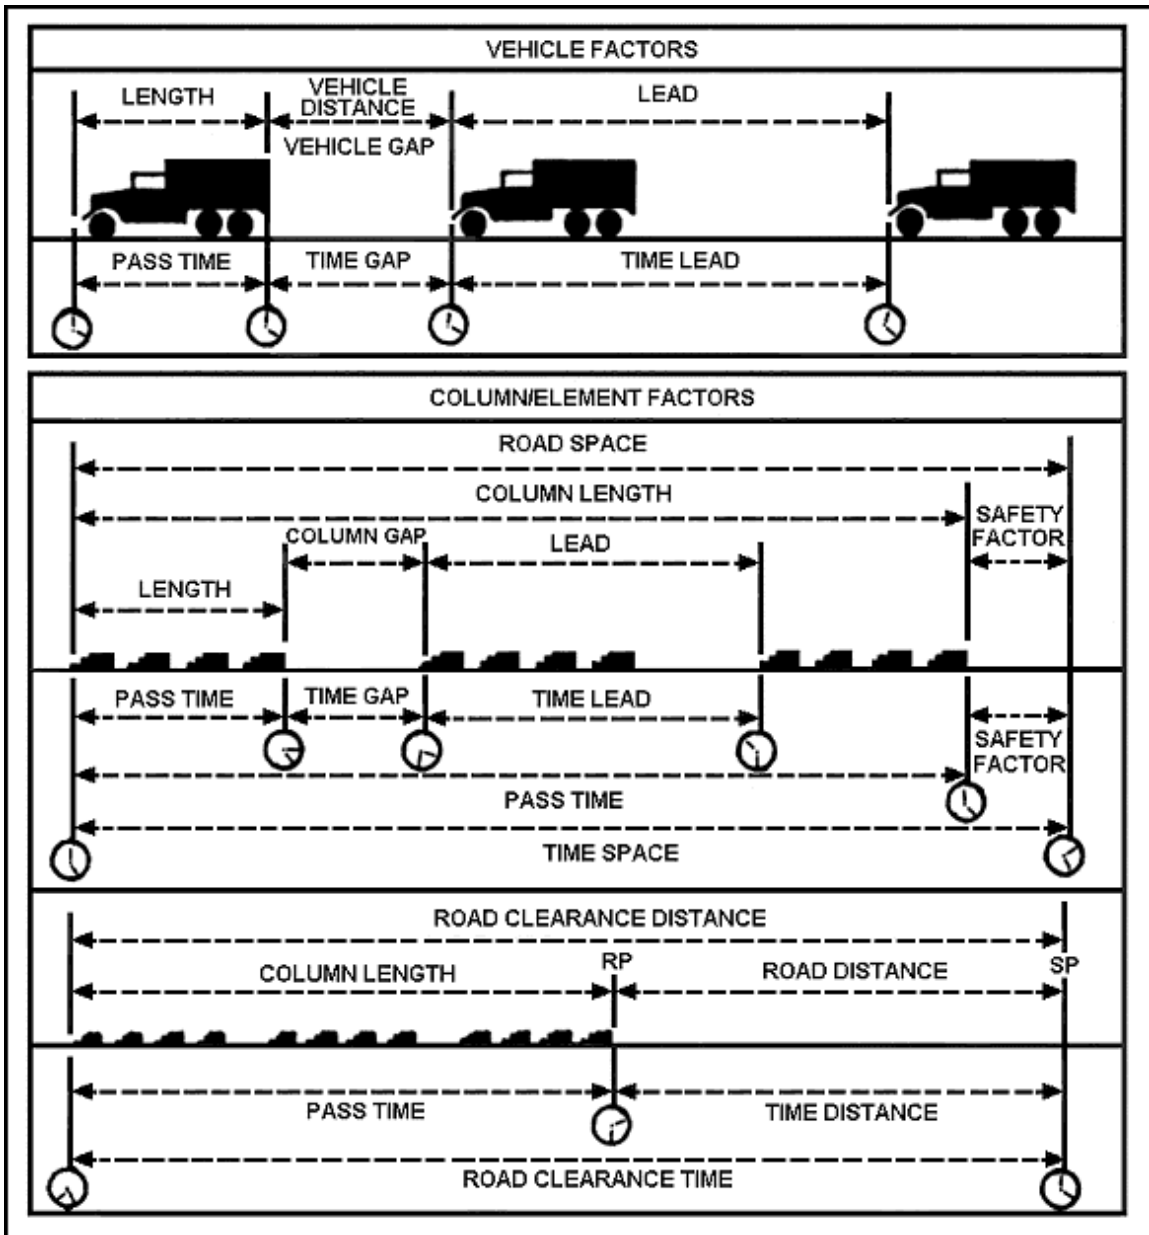 VEHICLE FACTORS
LENGTH
VEHICLE
DISTANCE
VEHICLE GAP
LEAD
PASS TIME
TIME GAP
TIME LEAD
COLUMN/ELEMENT FACTORS
ROAD SPACE
COLUMN LENGTH
SAFETY
FACTOR
COLUMN GAP
LEAD
LENGTH
PASS TIME
TIME GAP
TIME LEAD
SAFETY
FACTOR
PASS TIME
TIME SPACE
ROAD CLEARANCE DISTANCE
COLUMN LENGTH
RP
ROAD DISTANCE
SP
PASS TIME
TIME DISTANCE
ROAD CLEARANCE TIME